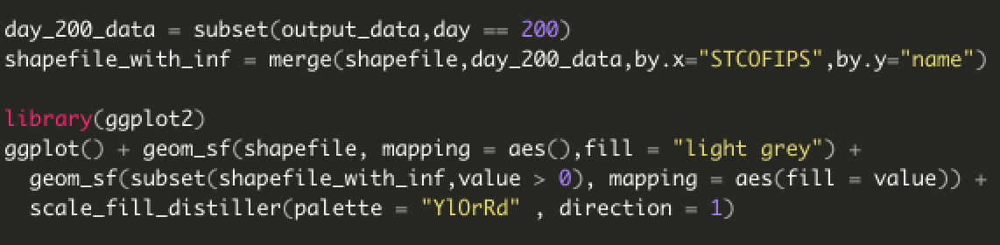 day_200_data = subset(output_data,day == 200)
shapefile_with_inf = merge(shapefile,day_200_data,by.x="STCOFIPS",by.y="name")
library(ggplot2)
ggplot() + geom_sf(shapefile, mapping = aes(),fill = "light grey") +
  geom_sf(subset(shapefile_with_inf,value > 0), mapping = aes(fill = value)) +
  scale_fill_distiller(palette = "YlOrRd" , direction = 1)